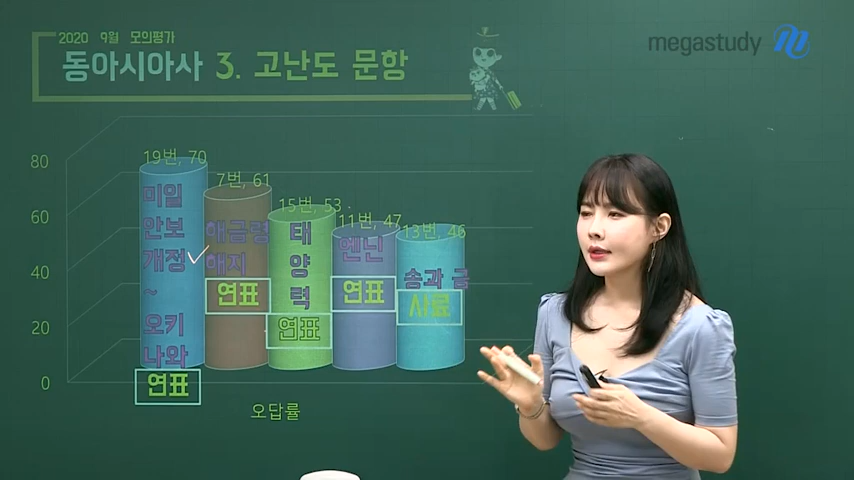 2020 9월 모의평가
동아시아사 3. 고난도 문항
megastudy
80
60
40
20
0
19번, 70
미일
안보
개정
~
오키
나와
연표
7번, 61
해금령
해지
연표
15번, 53
태
양
력
연표
11번, 47
엔닌
연표
13번, 46
송과 금
사료
오답률